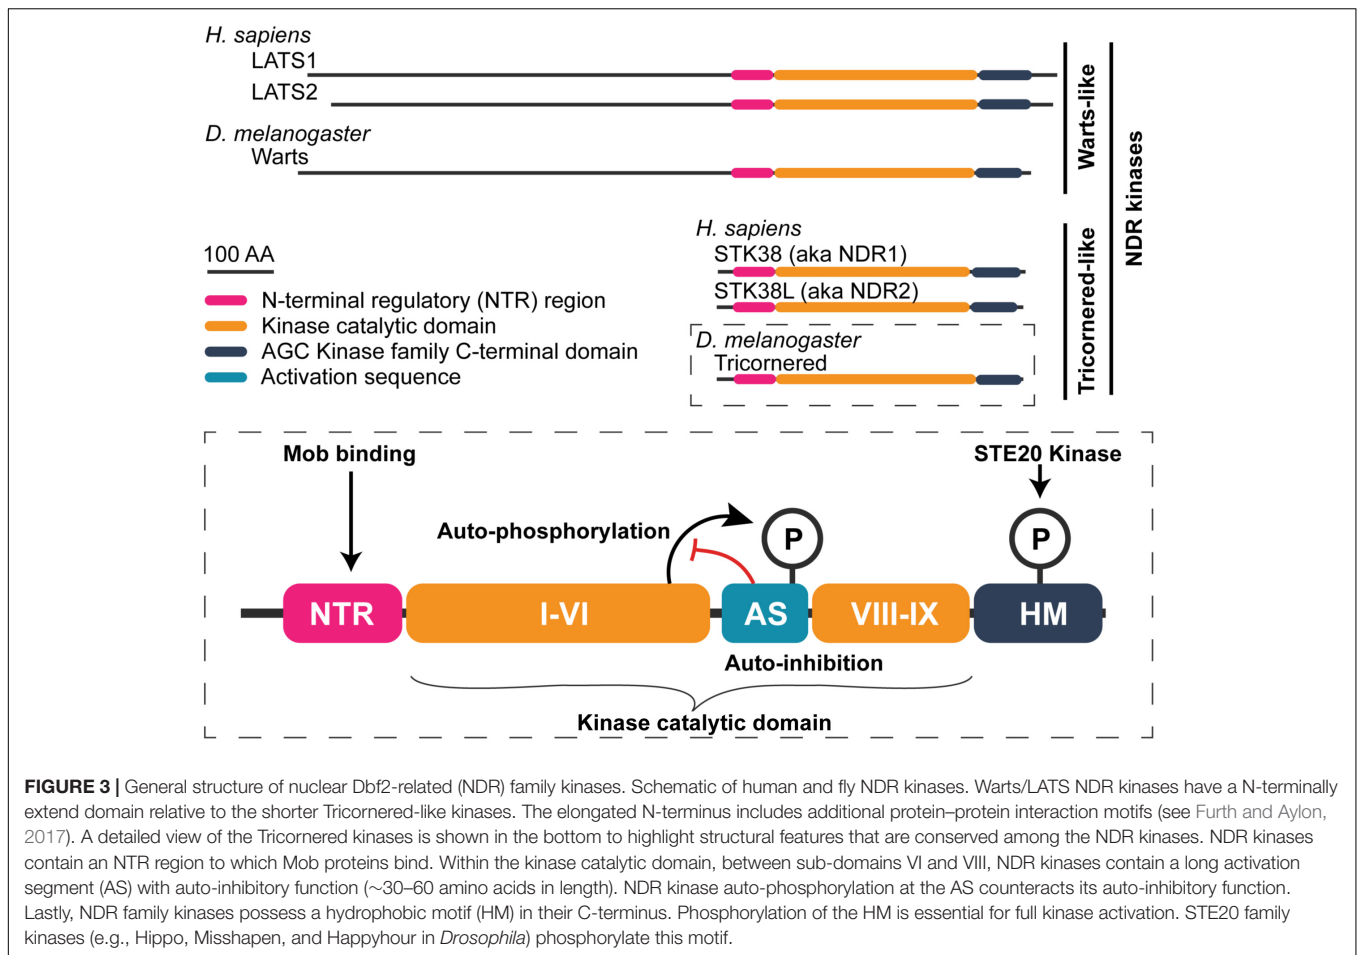 H. sapiens
LATS1
LATS2
D. melanogaster
Warts
Warts-like
NDR kinases
100 AA
N-terminal regulatory (NTR) region
Kinase catalytic domain
AGC Kinase family C-terminal domain
Activation sequence
H. sapiens
STK38 (aka NDR1)
STK38L (aka NDR2)
D. melanogaster
Tricornered
Tricornered-like
Mob binding
STE20 Kinase
Auto-phosphorylation
P
P
NTR
I-VI
AS
VIII-IX
HM
Auto-inhibition
Kinase catalytic domain
FIGURE 3 | General structure of nuclear Dbf2-related (NDR) family kinases. Schematic of human and fly NDR kinases. Warts/LATS NDR kinases have a N-terminally
extend domain relative to the shorter Tricornered-like kinases. The elongated N-terminus includes additional protein–protein interaction motifs (see Furth and Aylon,
2017). A detailed view of the Tricornered kinases is shown in the bottom to highlight structural features that are conserved among the NDR kinases. NDR kinases
contain an NTR region to which Mob proteins bind. Within the kinase catalytic domain, between sub-domains VI and VIII, NDR kinases contain a long activation
segment (AS) with auto-inhibitory function (∼30–60 amino acids in length). NDR kinase auto-phosphorylation at the AS counteracts its auto-inhibitory function.
Lastly, NDR family kinases possess a hydrophobic motif (HM) in their C-terminus. Phosphorylation of the HM is essential for full kinase activation. STE20 family
kinases (e.g., Hippo, Misshapen, and Happyhour in Drosophila) phosphorylate this motif.